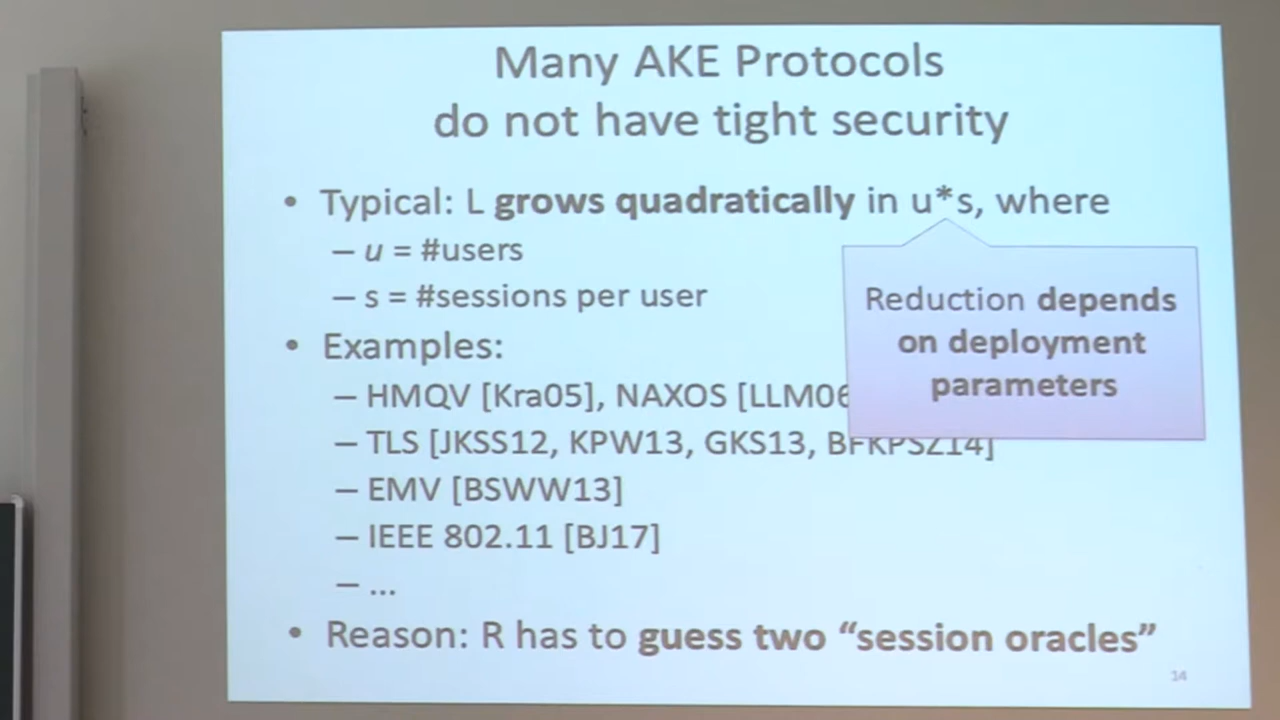 Many AKE Protocols
do not have tight security
• Typical: L grows quadratically in u*s, where
– u = #users
– s = #sessions per user
Reduction depends
on deployment
parameters
• Examples:
– HMQV [Kra05], NAXOS [LLM06
– TLS [JKSS12, KPW13, GKS13, BFKPSZ14]
– EMV [BSWW13]
– IEEE 802.11 [BJ17]
– ...
• Reason: R has to guess two “session oracles”
14